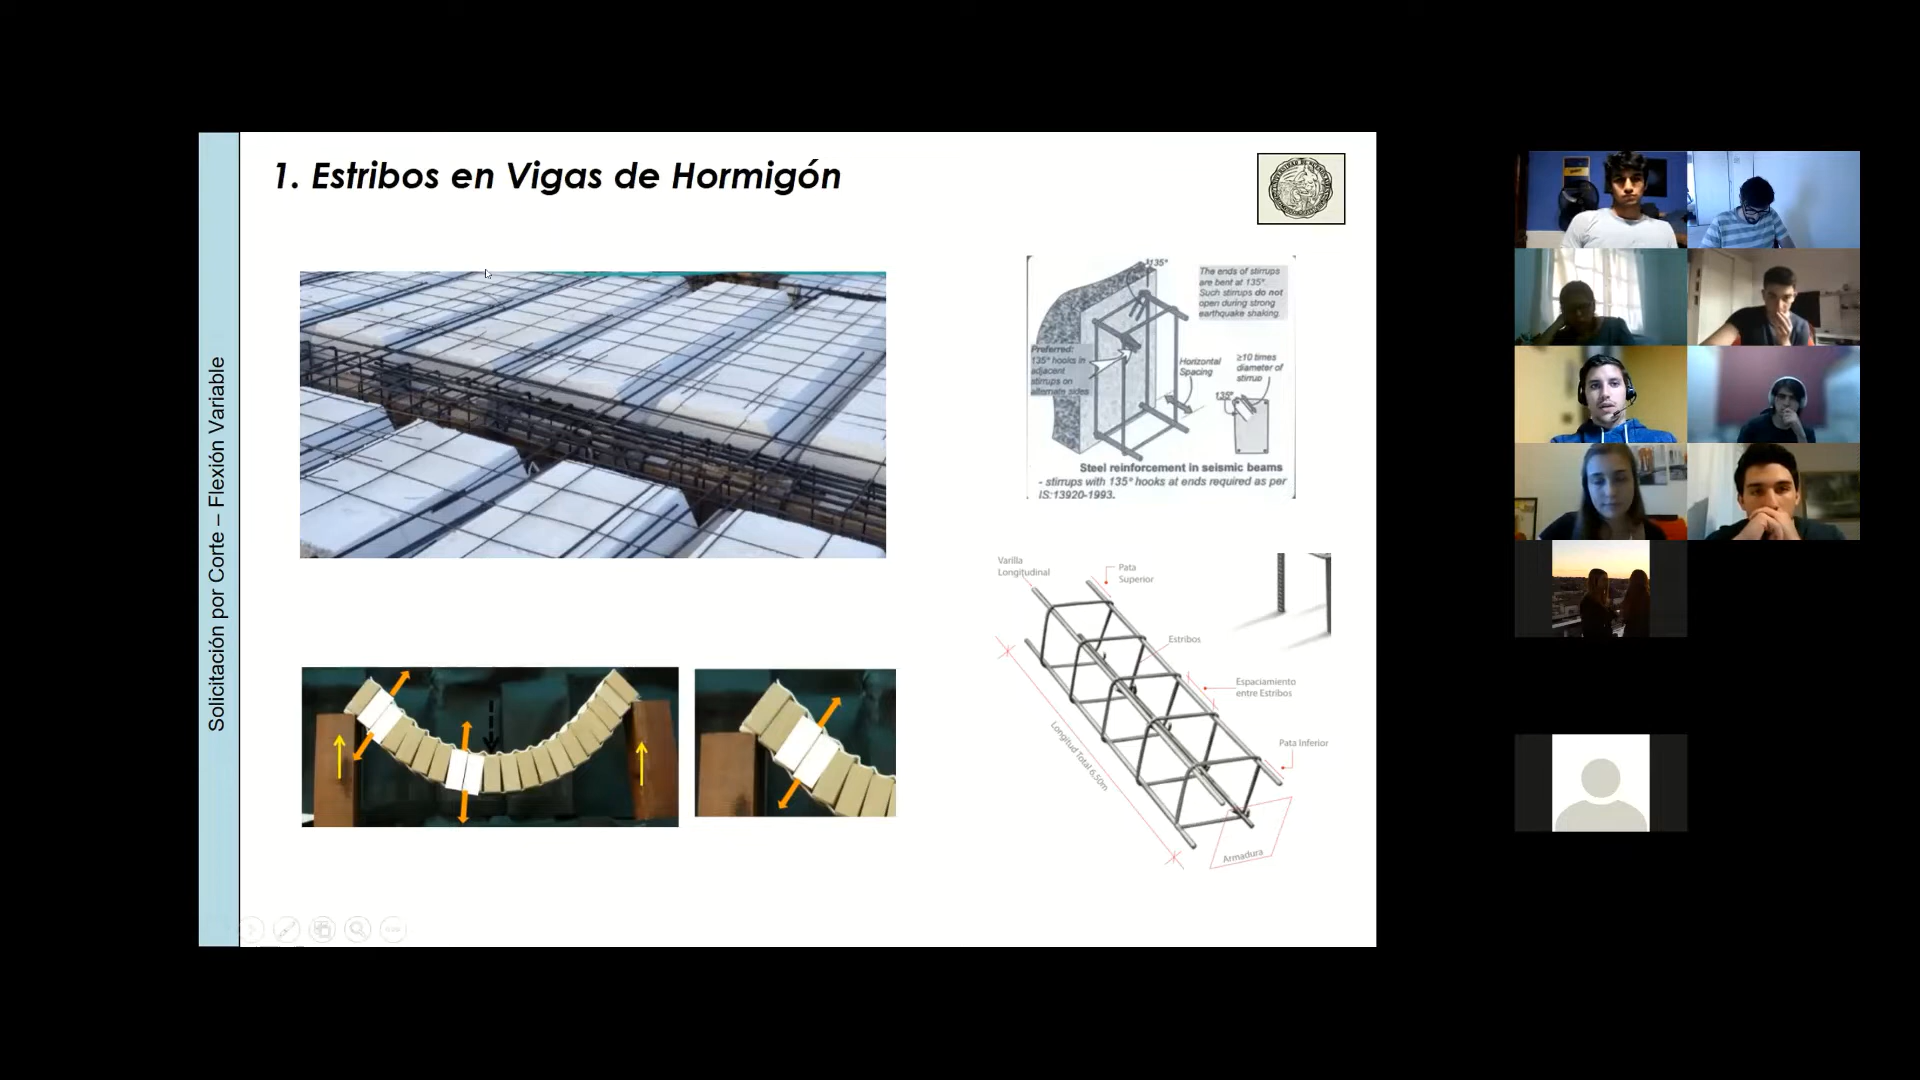 1. Estribos en Vigas de Hormigón
Solicitación por Corte – Flexión Variable
135°
The ends of stirrups
are bent at 135°.
Such stirrups do not
open during strong
earthquake shaking.
Preferred:
135° hooks in
adjacent
stirrups on
alternate sides
Horizontal
Spacing
≥10 times
diameter of
stirrup
135°
Steel reinforcement in seismic beams
- stirrups with 135° hooks at ends required as per
IS:13920-1993.
Varilla
Longitudinal
Pata
Superior
Estribos
Espaciamiento
entre Estribos
Longitud Total 6.50m
Pata Inferior
Armadura